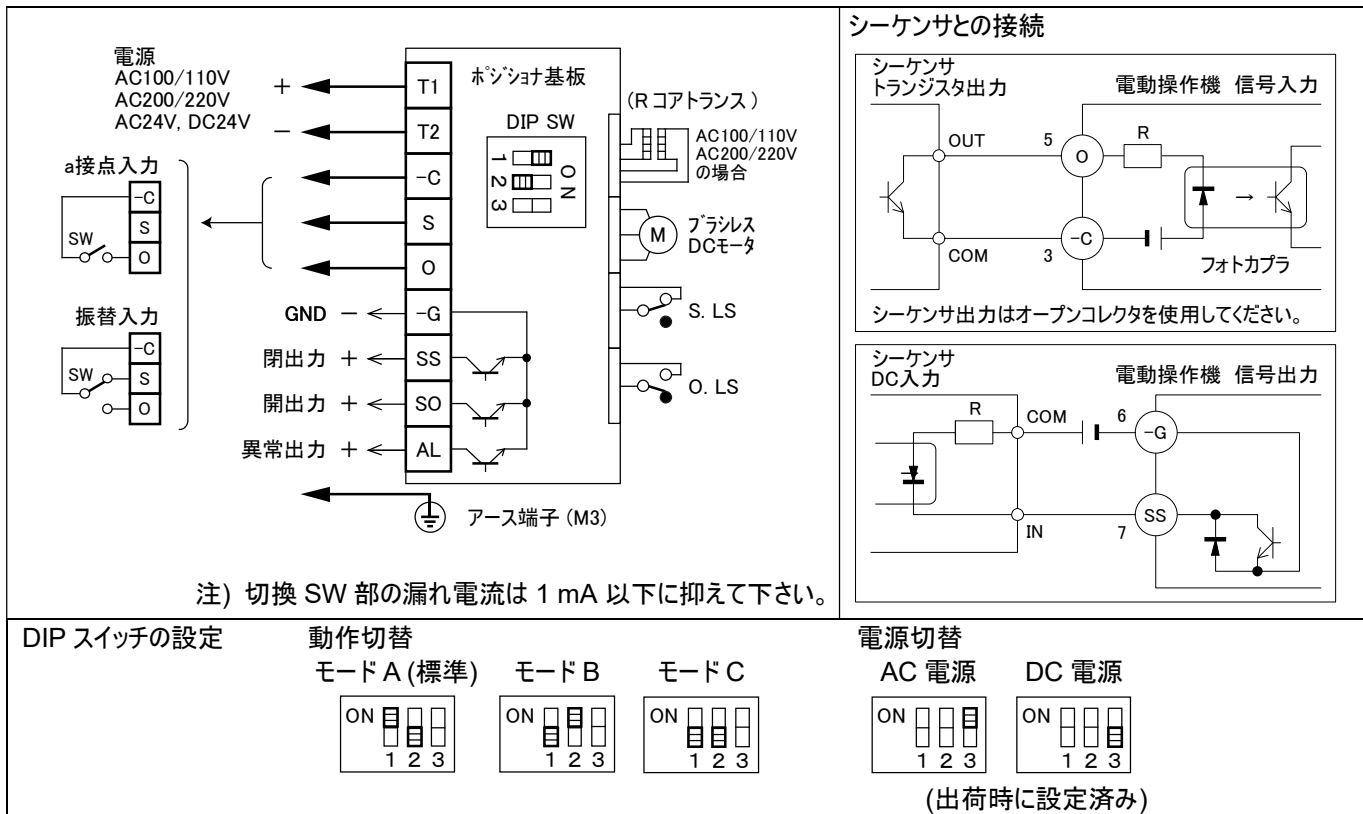 電源
AC100/110V
AC200/220V
AC24V, DC24V
+
−
a接点入力
-C
S
O
SW
振替入力
-C
S
O
SW
GND −
閉出力 +
開出力 +
異常出力 +
T1
T2
-C
S
O
-G
SS
SO
AL
ポジショナ基板
DIP SW
1
2
3
ON
(R コアトランス)
AC100/110V
AC200/220V
の場合
M
ブラシレス
DCモータ
S. LS
O. LS
アース端子 (M3)
注) 切換 SW 部の漏れ電流は 1 mA 以下に抑えて下さい。
シーケンサとの接続
シーケンサ
トランジスタ出力
電動操作機 信号入力
OUT
5
O
R
→
COM
3
-C
フォトカプラ
シーケンサ出力はオープンコレクタを使用してください。
シーケンサ
DC入力
電動操作機 信号出力
R
COM
6
-G
IN
7
SS
DIP スイッチの設定
動作切替
モード A (標準)
モード B
モード C
ON
1 2 3
ON
1 2 3
ON
1 2 3
電源切替
AC 電源
DC 電源
ON
1 2 3
ON
1 2 3
(出荷時に設定済み)